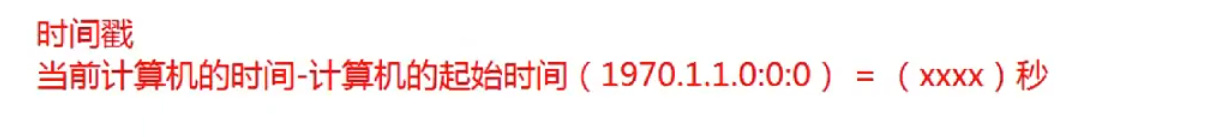 时间戳
当前计算机的时间-计算机的起始时间（1970.1.1.0:0:0） = （xxxx）秒